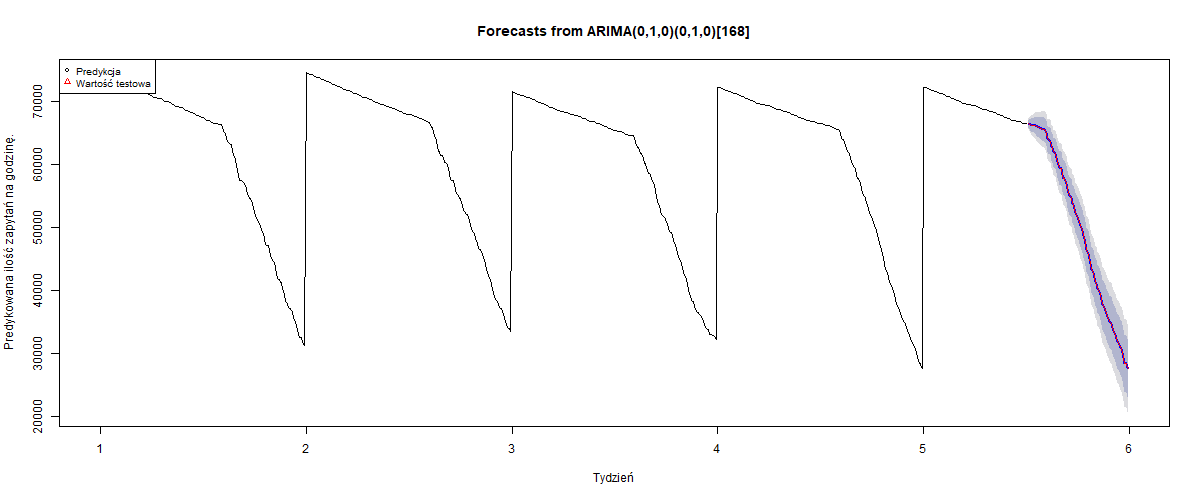 Forecasts from ARIMA(0,1,0)(0,1,0)[168]
Predykcja
Wartość testowa
Predykowana ilość zapytań na godzinę.
70000
60000
50000
40000
30000
20000
1 2 3 4 5 6
Tydzień